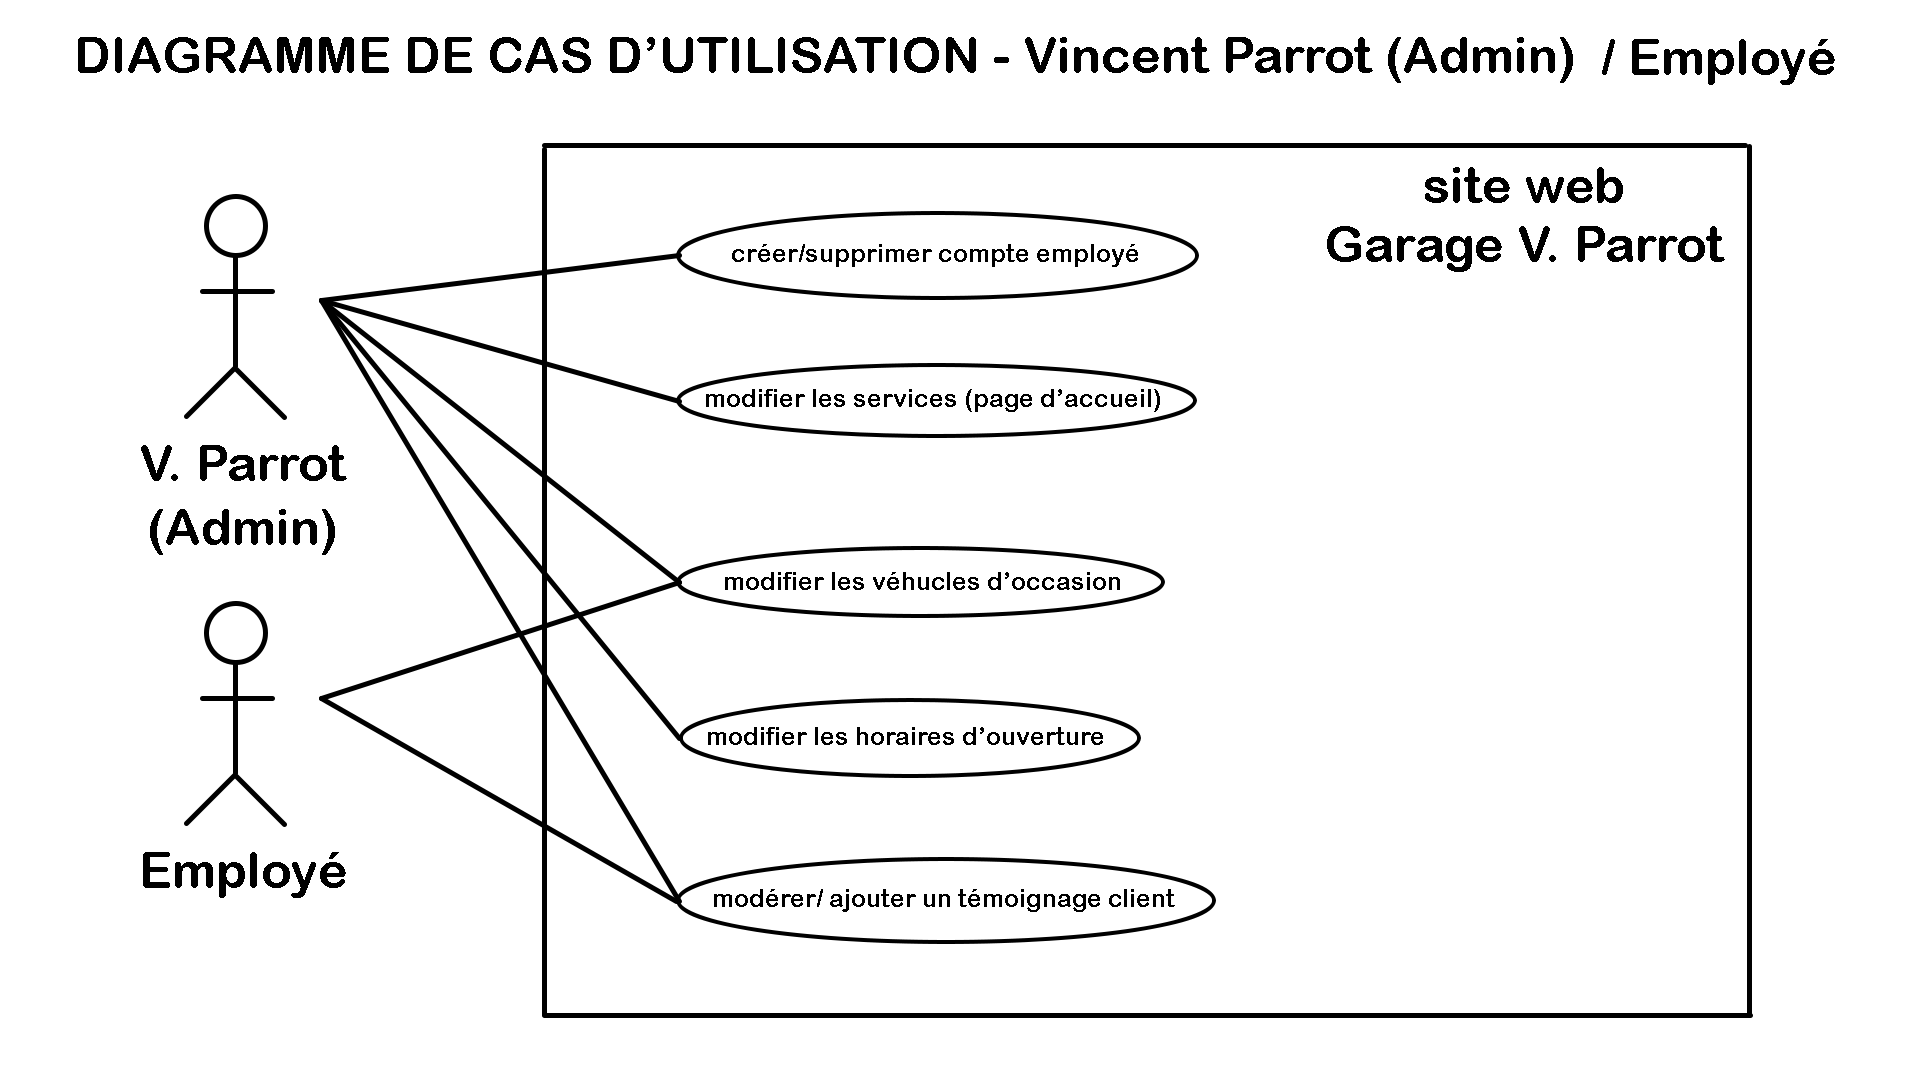 DIAGRAMME DE CAS D’UTILISATION - Vincent Parrot (Admin) / Employé
site web
Garage V. Parrot
créer/supprimer compte employé
modifier les services (page d’accueil)
V. Parrot
(Admin)
modifier les véhucles d’occasion
modifier les horaires d’ouverture
Employé
modérer/ ajouter un témoignage client